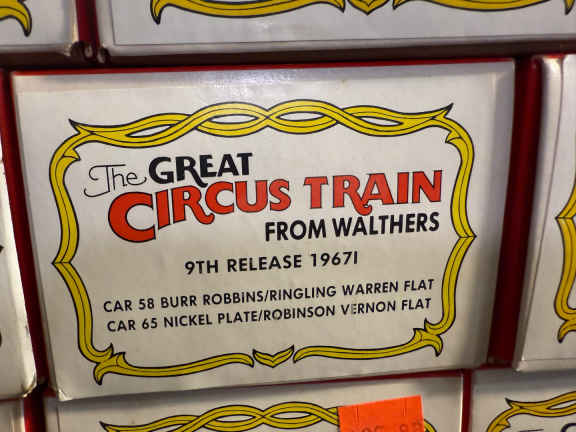 The GREAT
CIRCUS TRAIN
FROM WALTHERS
9TH RELEASE 1967I
CAR 58 BURR ROBBINS/RINGLING WARREN FLAT
CAR 65 NICKEL PLATE/ROBINSON VERNON FLAT